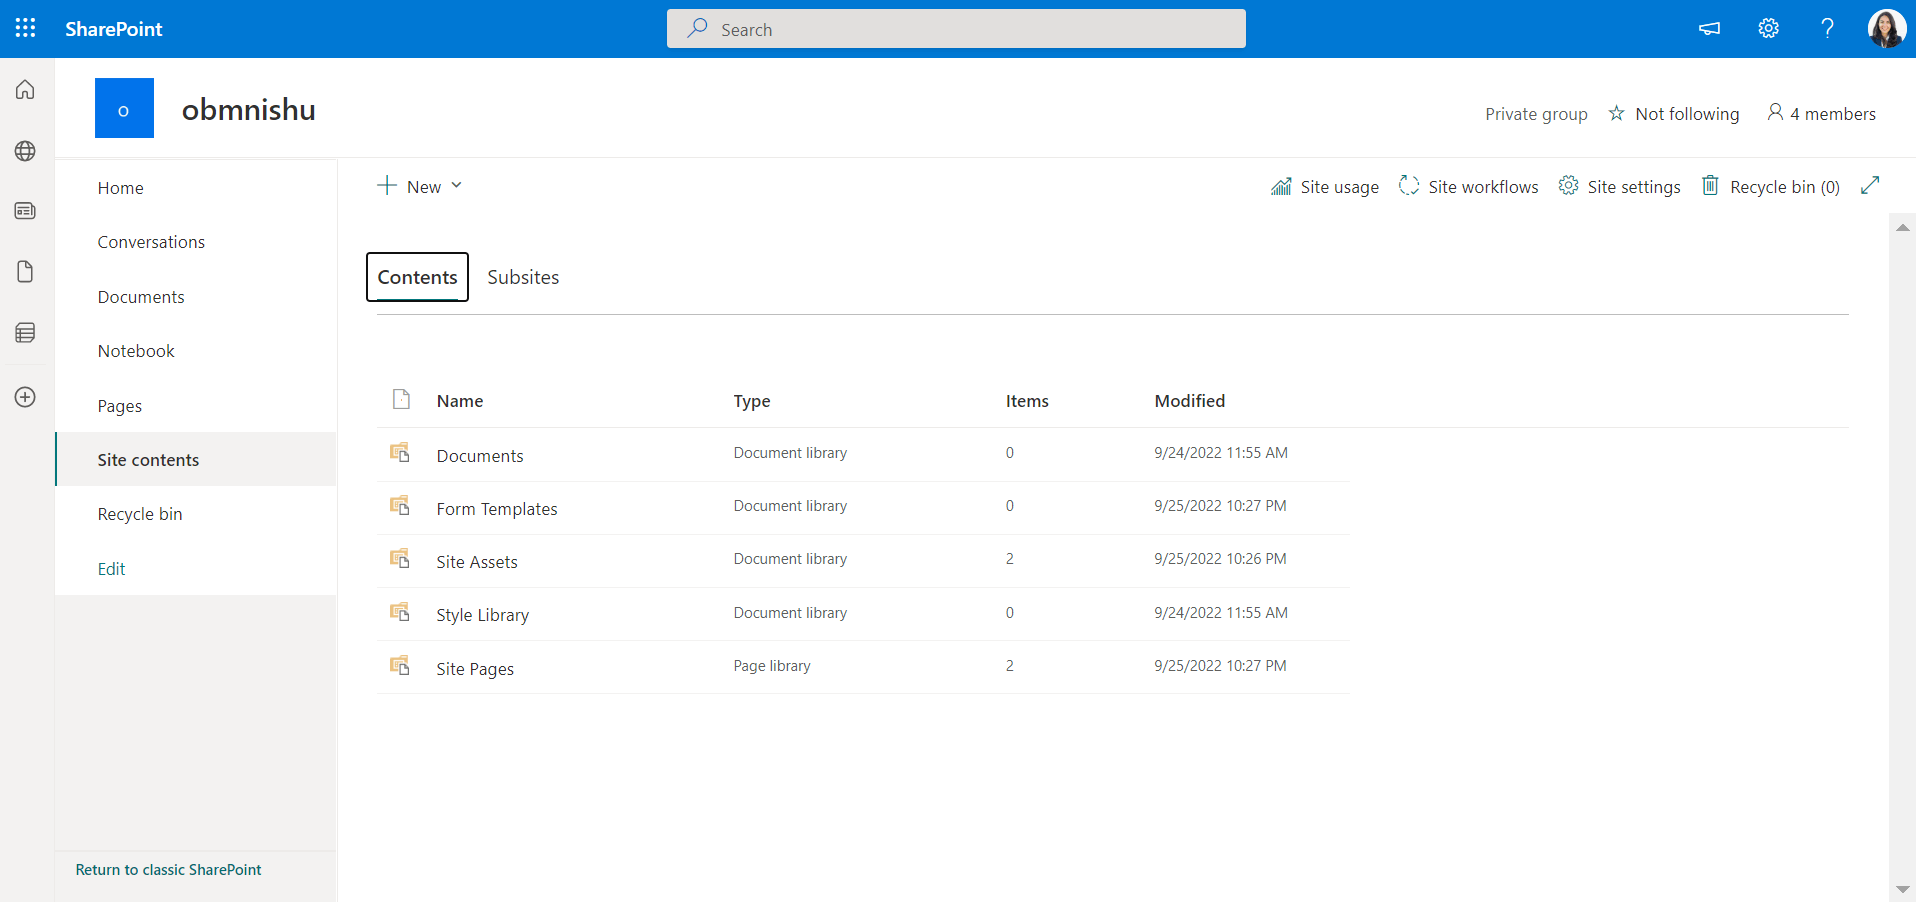 SharePoint
Search
o
obmnishu
Private group
Not following
4 members
Home
Conversations
Documents
Notebook
Pages
Site contents
Recycle bin
Edit
Return to classic SharePoint
New
Site usage
Site workflows
Site settings
Recycle bin (0)
Contents Subsites
Name Type Items Modified
Documents Document library 0 9/24/2022 11:55 AM
Form Templates Document library 0 9/25/2022 10:27 PM
Site Assets Document library 2 9/25/2022 10:26 PM
Style Library Document library 0 9/24/2022 11:55 AM
Site Pages Page library 2 9/25/2022 10:27 PM